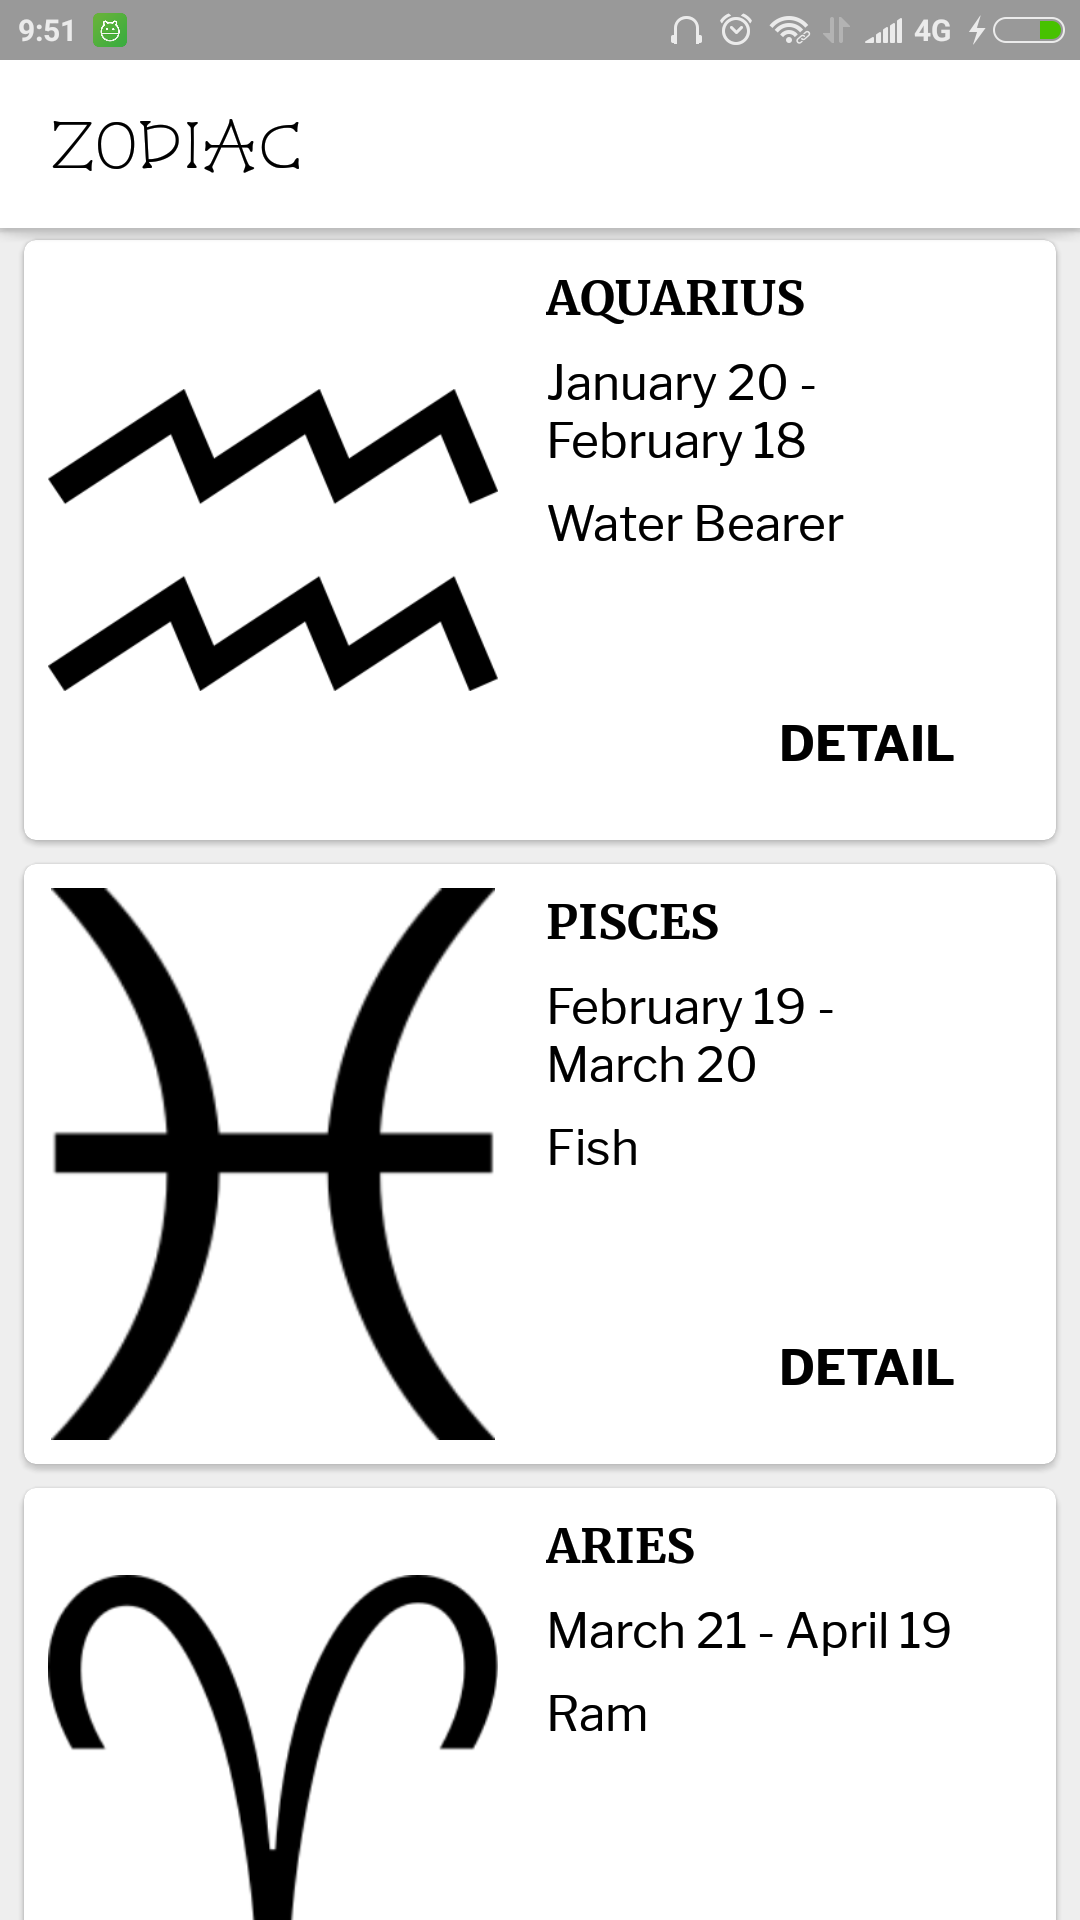 9:51 4G
ZODIAC
AQUARIUS
January 20 -
February 18
Water Bearer
DETAIL
PISCES
February 19 -
March 20
Fish
DETAIL
ARIES
March 21 - April 19
Ram